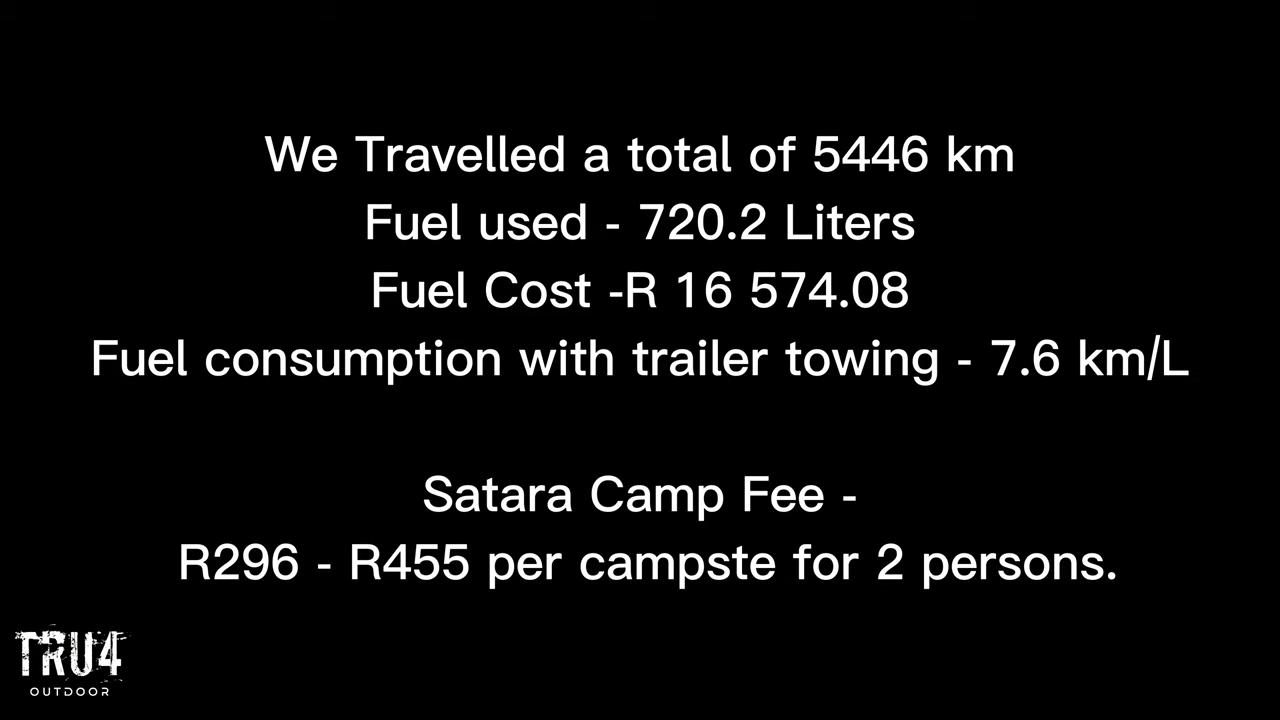 We Travelled a total of 5446 km
Fuel used - 720.2 Liters
Fuel Cost -R 16 574.08
Fuel consumption with trailer towing - 7.6 km/L
Satara Camp Fee -
R296 - R455 per campste for 2 persons.
TRU4
OUTDOOR